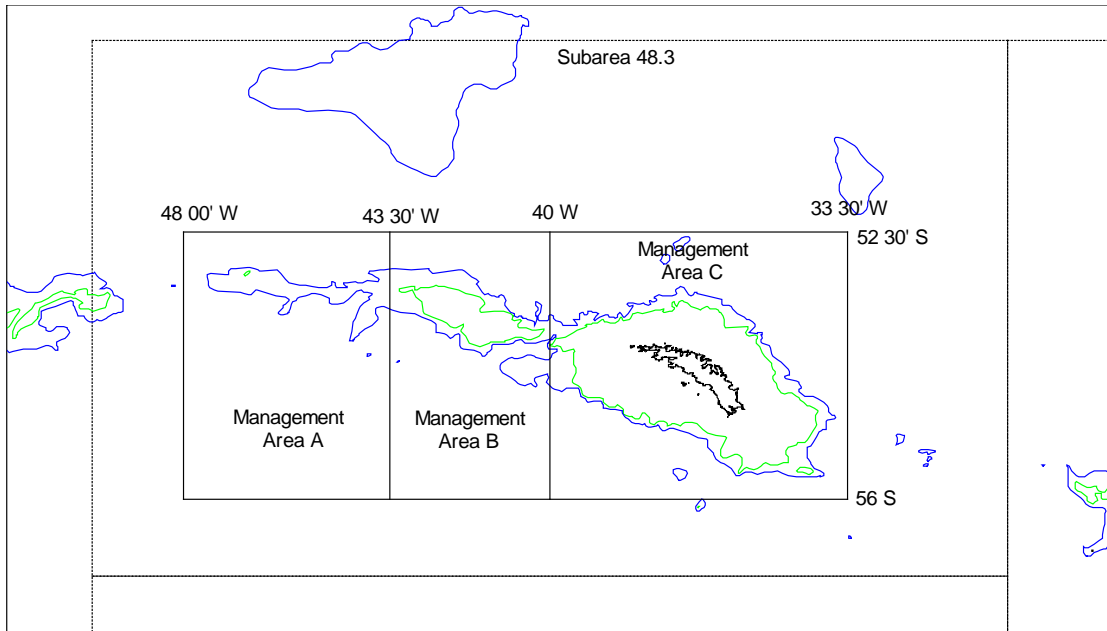 Subarea 48.3
48 00' W
43 30' W
40 W
33 30' W
52 30' S
Management
Area C
Management
Area A
Management
Area B
56 S